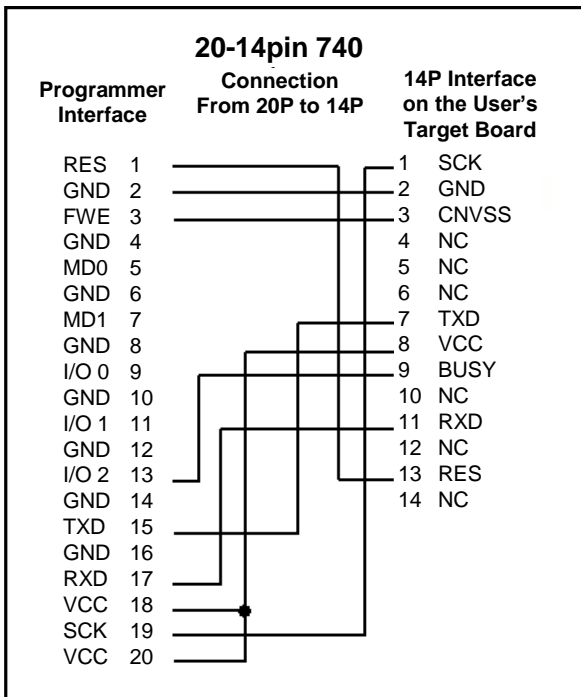 20-14pin 740
Connection
From 20P to 14P
Programmer
Interface
14P Interface
on the User's
Target Board
RES 1
GND 2
FWE 3
GND 4
MD0 5
GND 6
MD1 7
GND 8
I/O 0 9
GND 10
I/O 1 11
GND 12
I/O 2 13
GND 14
TXD 15
GND 16
RXD 17
VCC 18
SCK 19
VCC 20
1 SCK
2 GND
3 CNVSS
4 NC
5 NC
6 NC
7 TXD
8 VCC
9 BUSY
10 NC
11 RXD
12 NC
13 RES
14 NC